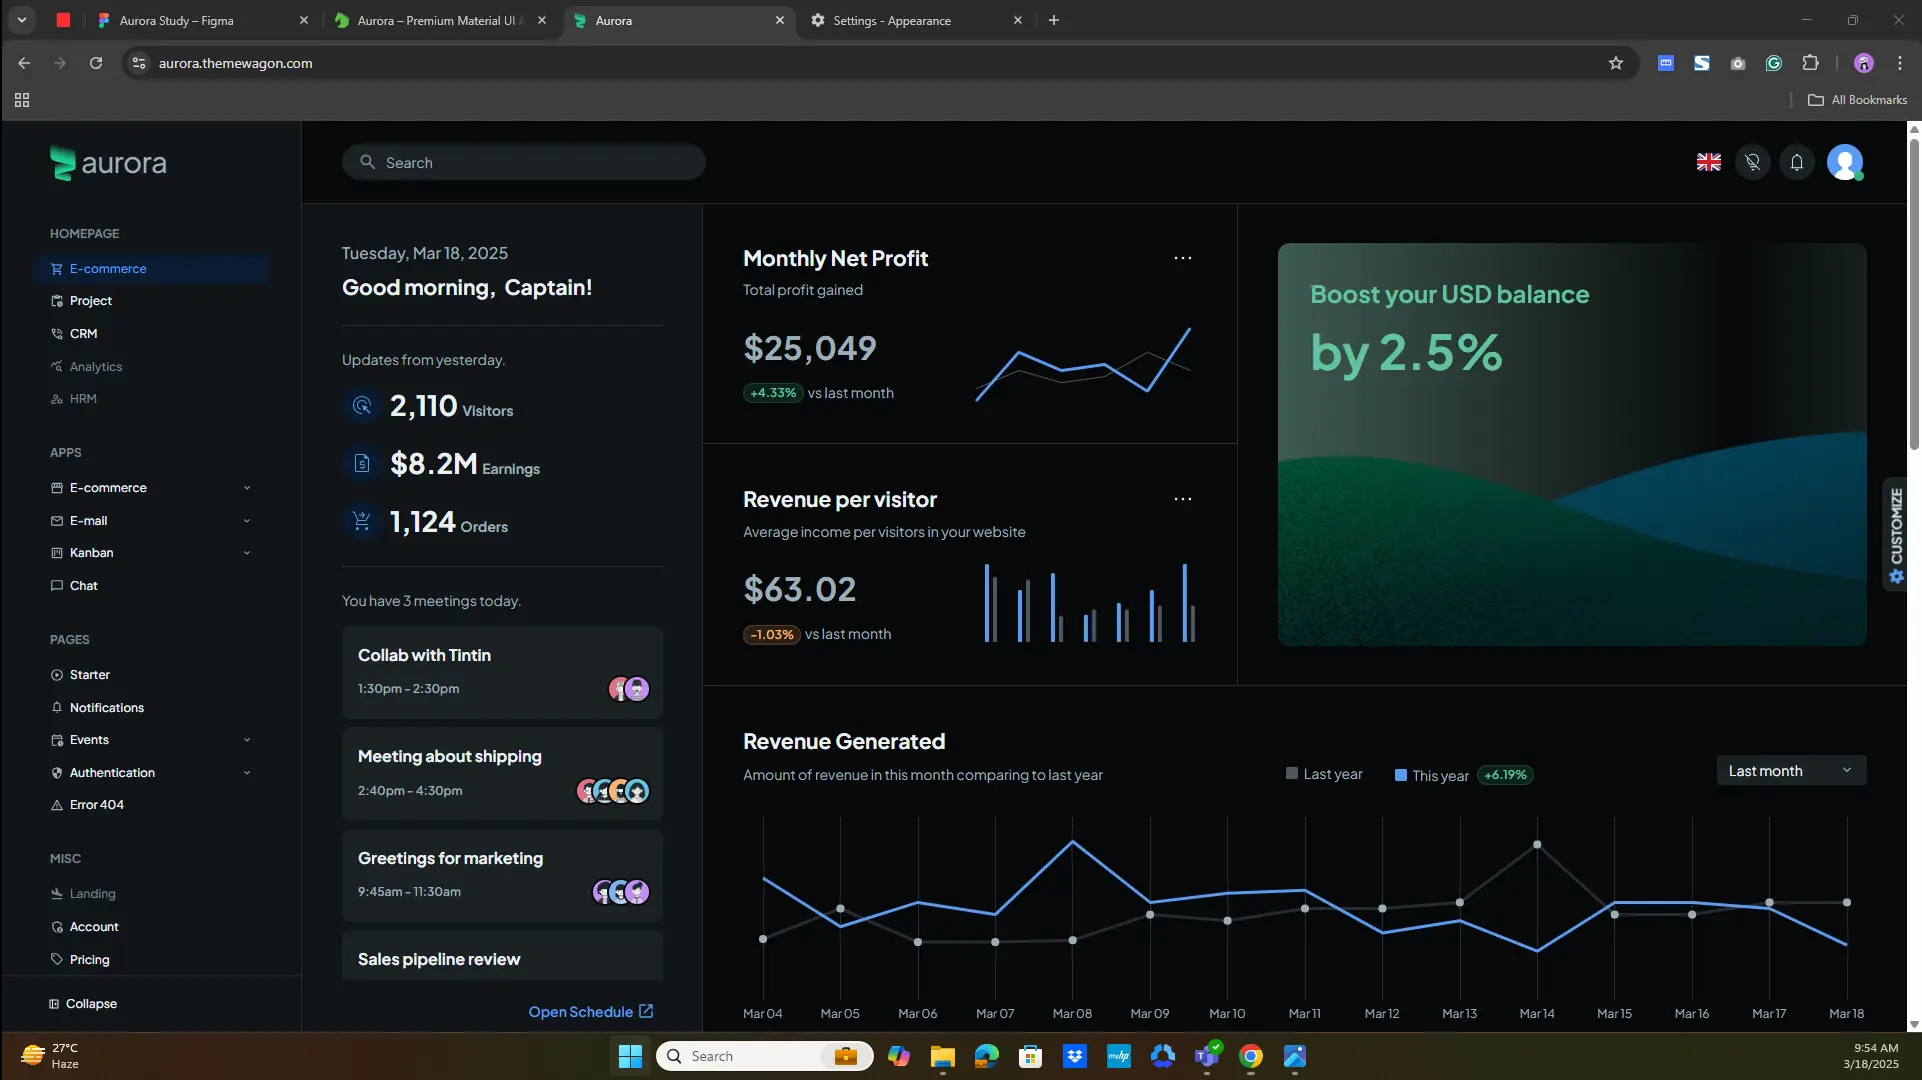 Aurora Study – Figma
Aurora – Premium Material UI A
Aurora
Settings - Appearance
aurora.themewagon.com
All Bookmarks
aurora
Search
HOMEPAGE
E-commerce
Project
CRM
Analytics
HRM
APPS
E-commerce
E-mail
Kanban
Chat
PAGES
Starter
Notifications
Events
Authentication
Error 404
MISC
Landing
Account
Pricing
Collapse
Tuesday, Mar 18, 2025
Good morning, Captain!
Updates from yesterday.
2,110 Visitors
$8.2M Earnings
1,124 Orders
You have 3 meetings today.
Collab with Tintin
1:30pm - 2:30pm
Meeting about shipping
2:40pm - 4:30pm
Greetings for marketing
9:45am - 11:30am
Sales pipeline review
Open Schedule
Monthly Net Profit
Total profit gained
$25,049
+4.33% vs last month
Revenue per visitor
Average income per visitors in your website
$63.02
-1.03% vs last month
Boost your USD balance
by 2.5%
CUSTOMIZE
Revenue Generated
Amount of revenue in this month comparing to last year
Last year
This year +6.19%
Last month
Mar 04 Mar 05 Mar 06 Mar 07 Mar 08 Mar 09 Mar 10 Mar 11 Mar 12 Mar 13 Mar 14 Mar 15 Mar 16 Mar 17 Mar 18
27°C
Haze
Search
myhp
9:54 AM
3/18/2025